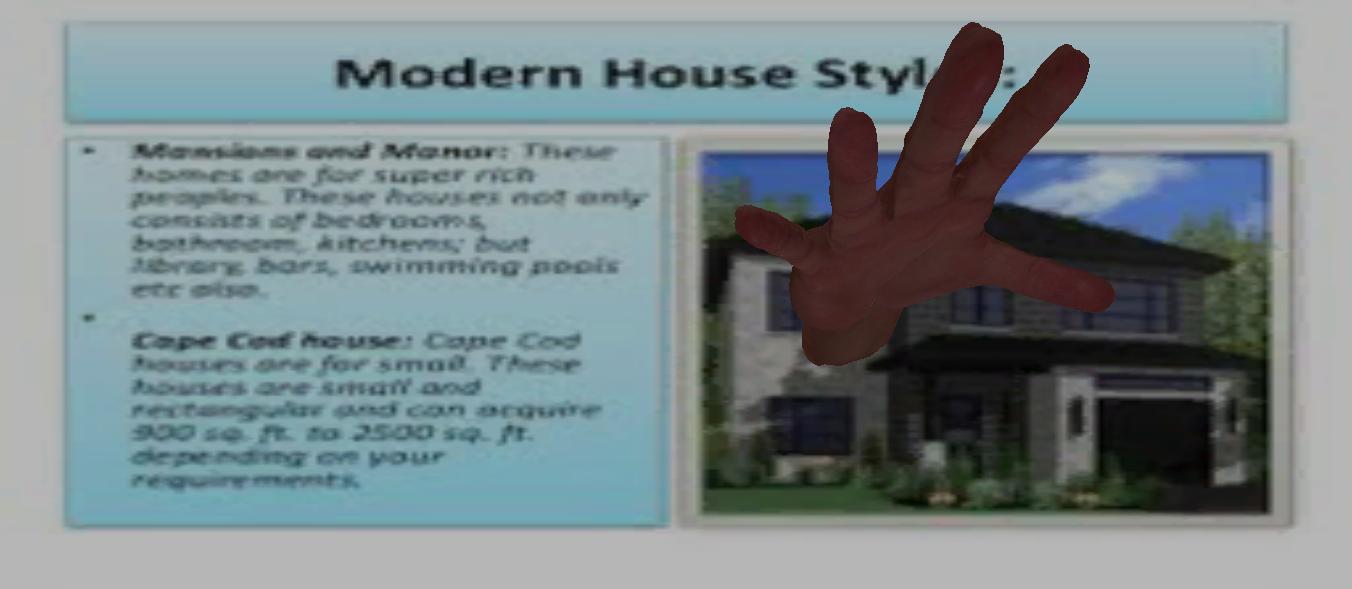 Modern House Styl :
• Mansions and Manor: These
homes are for super rich
peoples. These houses not only
consists of bedrooms,
bathroom, kitchens; but
library, bars, swimming pools
etc also.
•
Cape Cod house: Cape Cod
houses are for small. These
houses are small and
rectangular and can acquire
900 sq. ft. to 2500 sq. ft.
depending on your
requirements.